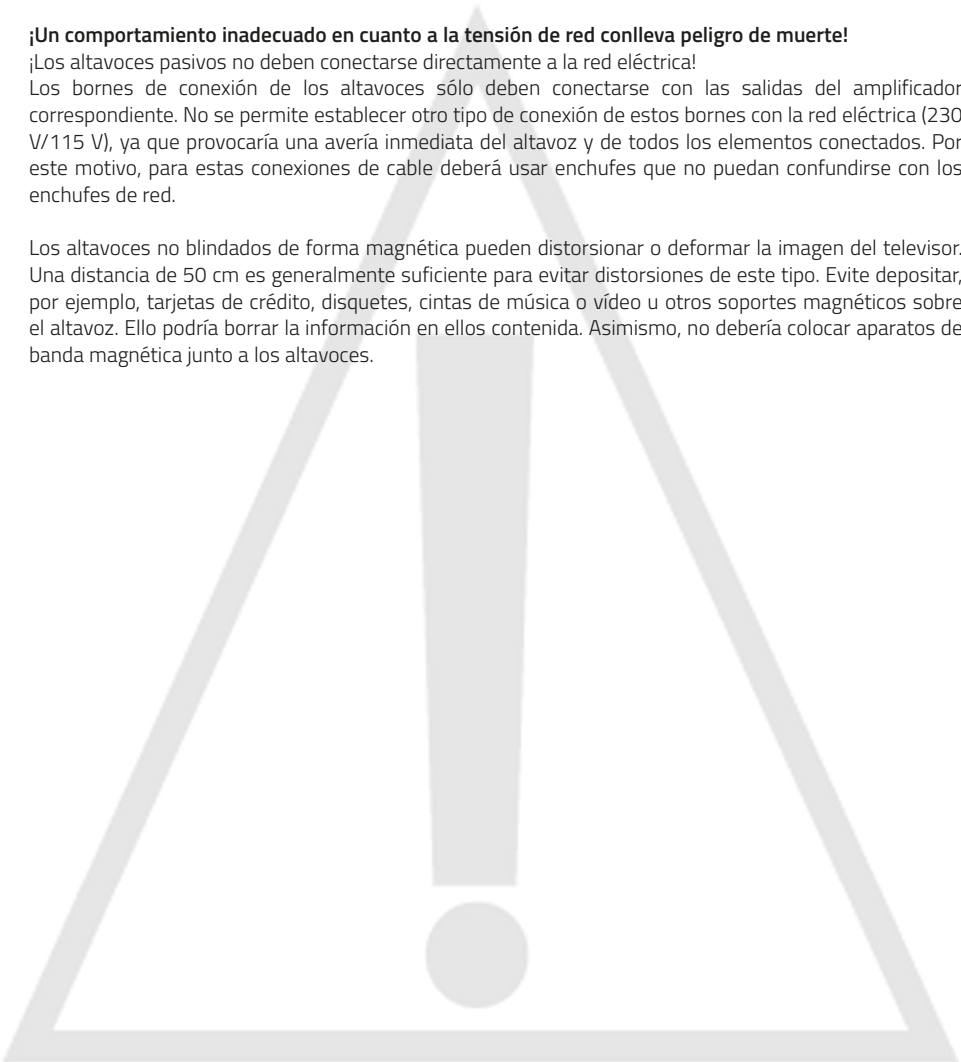 ¡Un comportamiento inadecuado en cuanto a la tensión de red conlleva peligro de muerte!
¡Los altavoces pasivos no deben conectarse directamente a la red eléctrica!
Los bornes de conexión de los altavoces sólo deben conectarse con las salidas del amplificador
correspondiente. No se permite establecer otro tipo de conexión de estos bornes con la red eléctrica (230
V/115 V), ya que provocaría una avería inmediata del altavoz y de todos los elementos conectados. Por
este motivo, para estas conexiones de cable deberá usar enchufes que no puedan confundirse con los
enchufes de red.

Los altavoces no blindados de forma magnética pueden distorsionar o deformar la imagen del televisor.
Una distancia de 50 cm es generalmente suficiente para evitar distorsiones de este tipo. Evite depositar,
por ejemplo, tarjetas de crédito, disquetes, cintas de música o vídeo u otros soportes magnéticos sobre
el altavoz. Ello podría borrar la información en ellos contenida. Asimismo, no debería colocar aparatos de
banda magnética junto a los altavoces.